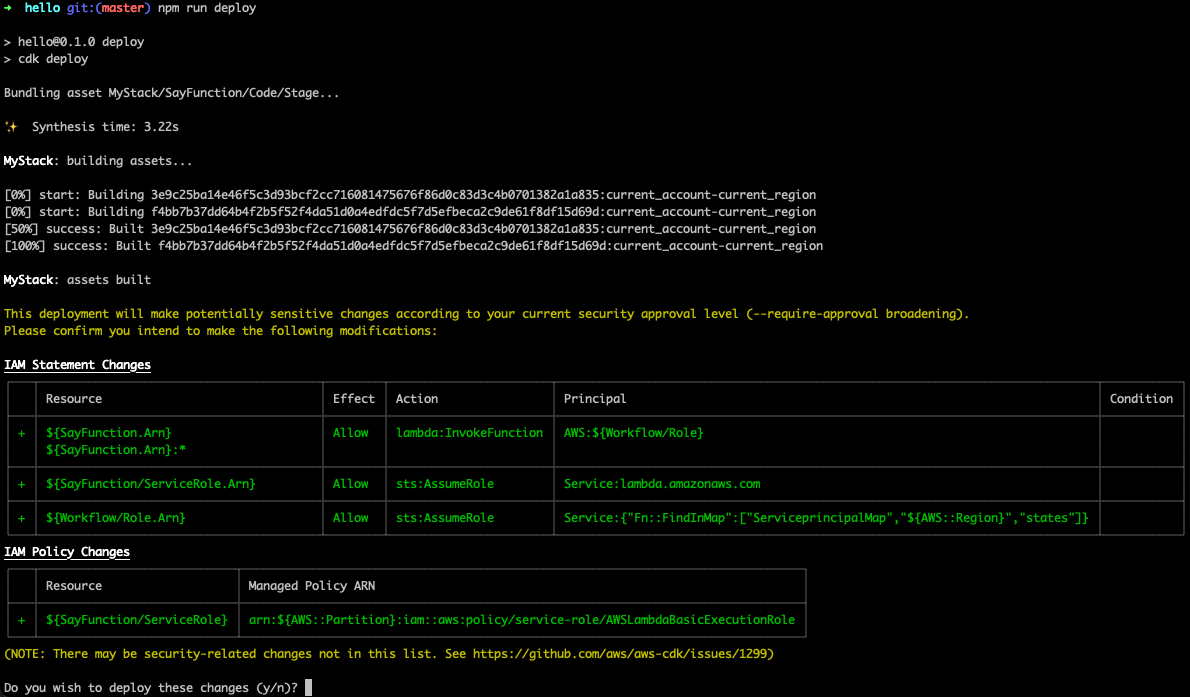 ➜ hello git:(master) npm run deploy
> hello@0.1.0 deploy
> cdk deploy
Bundling asset MyStack/SayFunction/Code/Stage...
✨ Synthesis time: 3.22s
MyStack: building assets...
[0%] start: Building 3e9c25ba14e46f5c3d93bcf2cc716081475676f86d0c83d3c4b0701382a1a835:current_account-current_region
[0%] start: Building f4bb7b37dd64b4f2b5f52f4da51d0a4edfdc5f7d5efbeca2c9de61f8df15d69d:current_account-current_region
[50%] success: Built 3e9c25ba14e46f5c3d93bcf2cc716081475676f86d0c83d3c4b0701382a1a835:current_account-current_region
[100%] success: Built f4bb7b37dd64b4f2b5f52f4da51d0a4edfdc5f7d5efbeca2c9de61f8df15d69d:current_account-current_region
MyStack: assets built
This deployment will make potentially sensitive changes according to your current security approval level (--require-approval broadening).
Please confirm you intend to make the following modifications:
IAM Statement Changes
Resource Effect Action Principal Condition
+ ${SayFunction.Arn} Allow lambda:InvokeFunction AWS:${Workflow/Role}
${SayFunction.Arn}:*
+ ${SayFunction/ServiceRole.Arn} Allow sts:AssumeRole Service:lambda.amazonaws.com
+ ${Workflow/Role.Arn} Allow sts:AssumeRole Service:{"Fn::FindInMap":["ServiceprincipalMap","${AWS::Region}","states"]}
IAM Policy Changes
Resource Managed Policy ARN
+ ${SayFunction/ServiceRole} arn:${AWS::Partition}:iam::aws:policy/service-role/AWSLambdaBasicExecutionRole
(NOTE: There may be security-related changes not in this list. See https://github.com/aws/aws-cdk/issues/1299)
Do you wish to deploy these changes (y/n)?